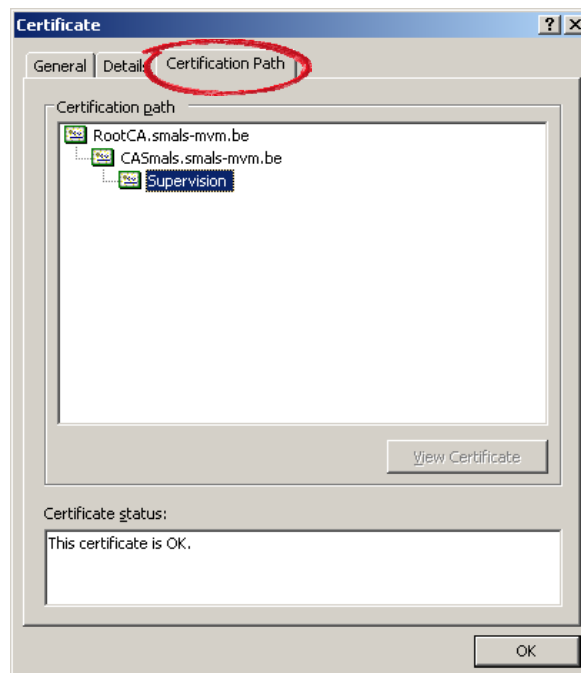 Certificate
General Details Certification Path
Certification path
RootCA.smals-mvm.be
CASmals.smals-mvm.be
Supervision
View Certificate
Certificate status:
This certificate is OK.
OK